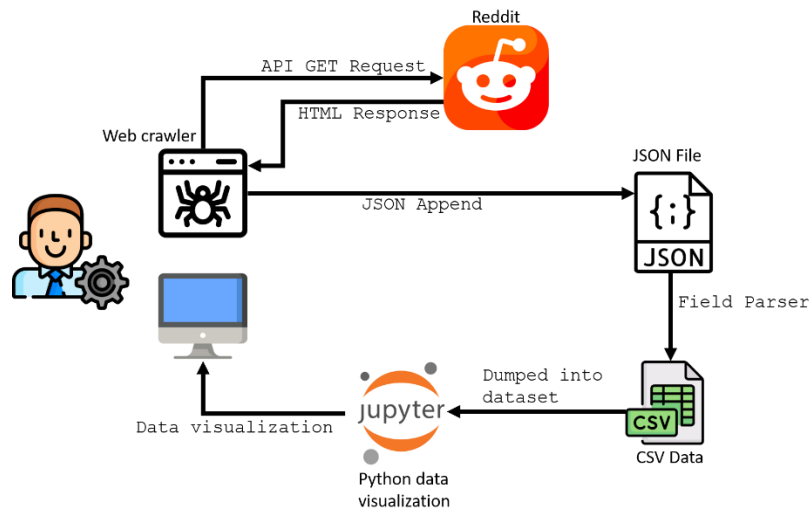 Reddit
API GET Request
HTML Response
Web crawler
JSON File
JSON Append
{;}
JSON
Field Parser
Dumped into
dataset
jupyter
Data visualization
CSV
CSV Data
Python data
visualization